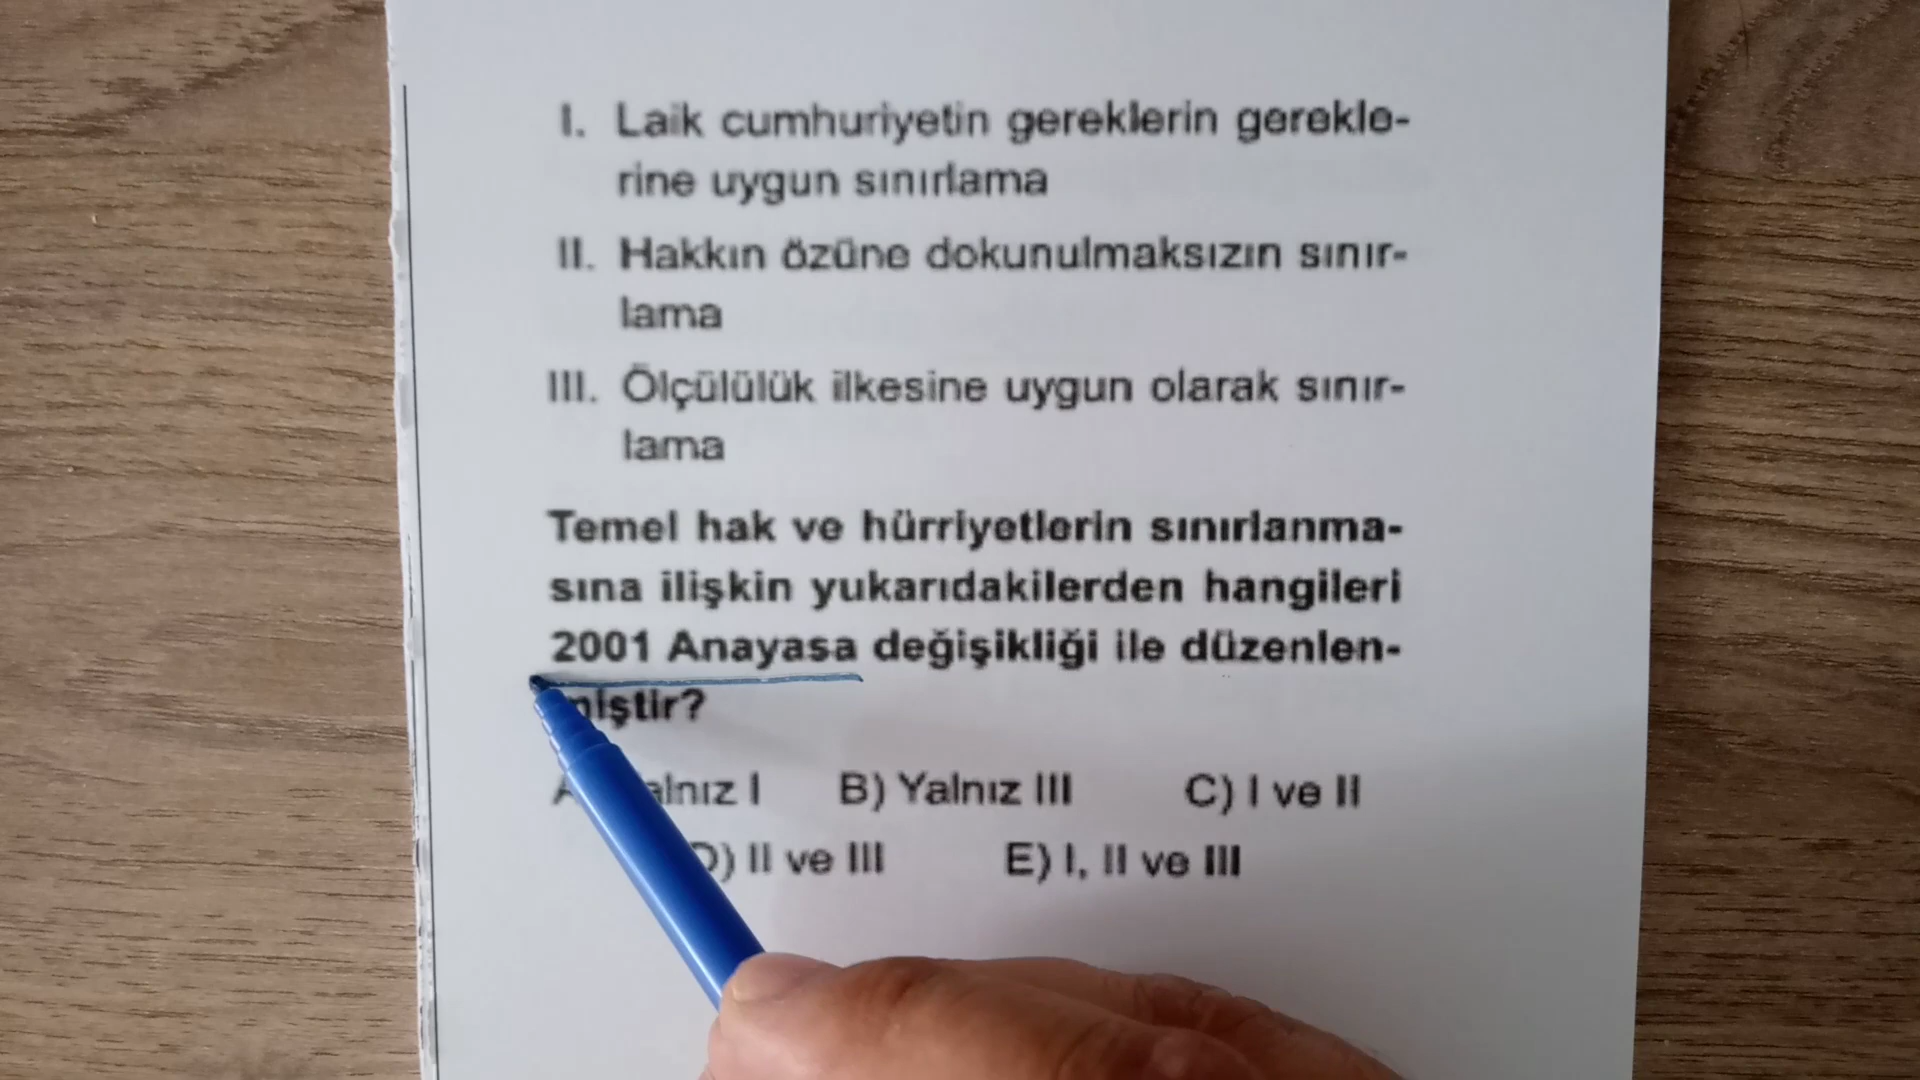 I. Laik cumhuriyetin gereklerin gerekle-
rine uygun sınırlama
II. Hakkın özüne dokunulmaksızın sınır-
lama
III. Ölçülülük ilkesine uygun olarak sınır-
lama
Temel hak ve hürriyetlerin sınırlanma-
sına ilişkin yukarıdakilerden hangileri
2001 Anayasa değişikliği ile düzenlen-
miştir?
A) Yalnız I B) Yalnız III C) I ve II
D) II ve III E) I, II ve III